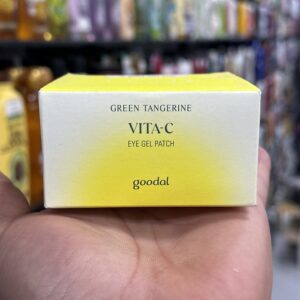 GREEN TANGERINE
VITA-C
EYE GEL PATCH
goodal